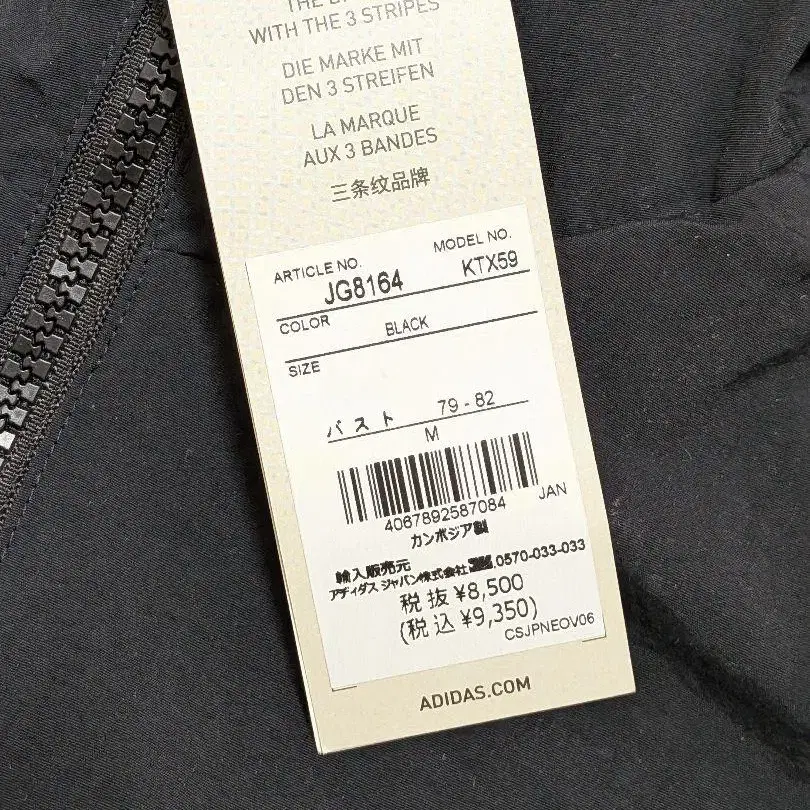 WITH THE 3 STRIPES
DIE MARKE MIT
DEN 3 STREIFEN
LA MARQUE
AUX 3 BANDES
三条纹品牌
ARTICLE NO. MODEL NO.
JG8164 KTX59
COLOR BLACK
SIZE
バスト 79 - 82
M
4067892587084 JAN
カンボジア製
輸入販売元
アディダス ジャパン株式会社 0570-033-033
税抜 ¥8,500
(税込 ¥9,350)
CSJPNEOV06
ADIDAS.COM